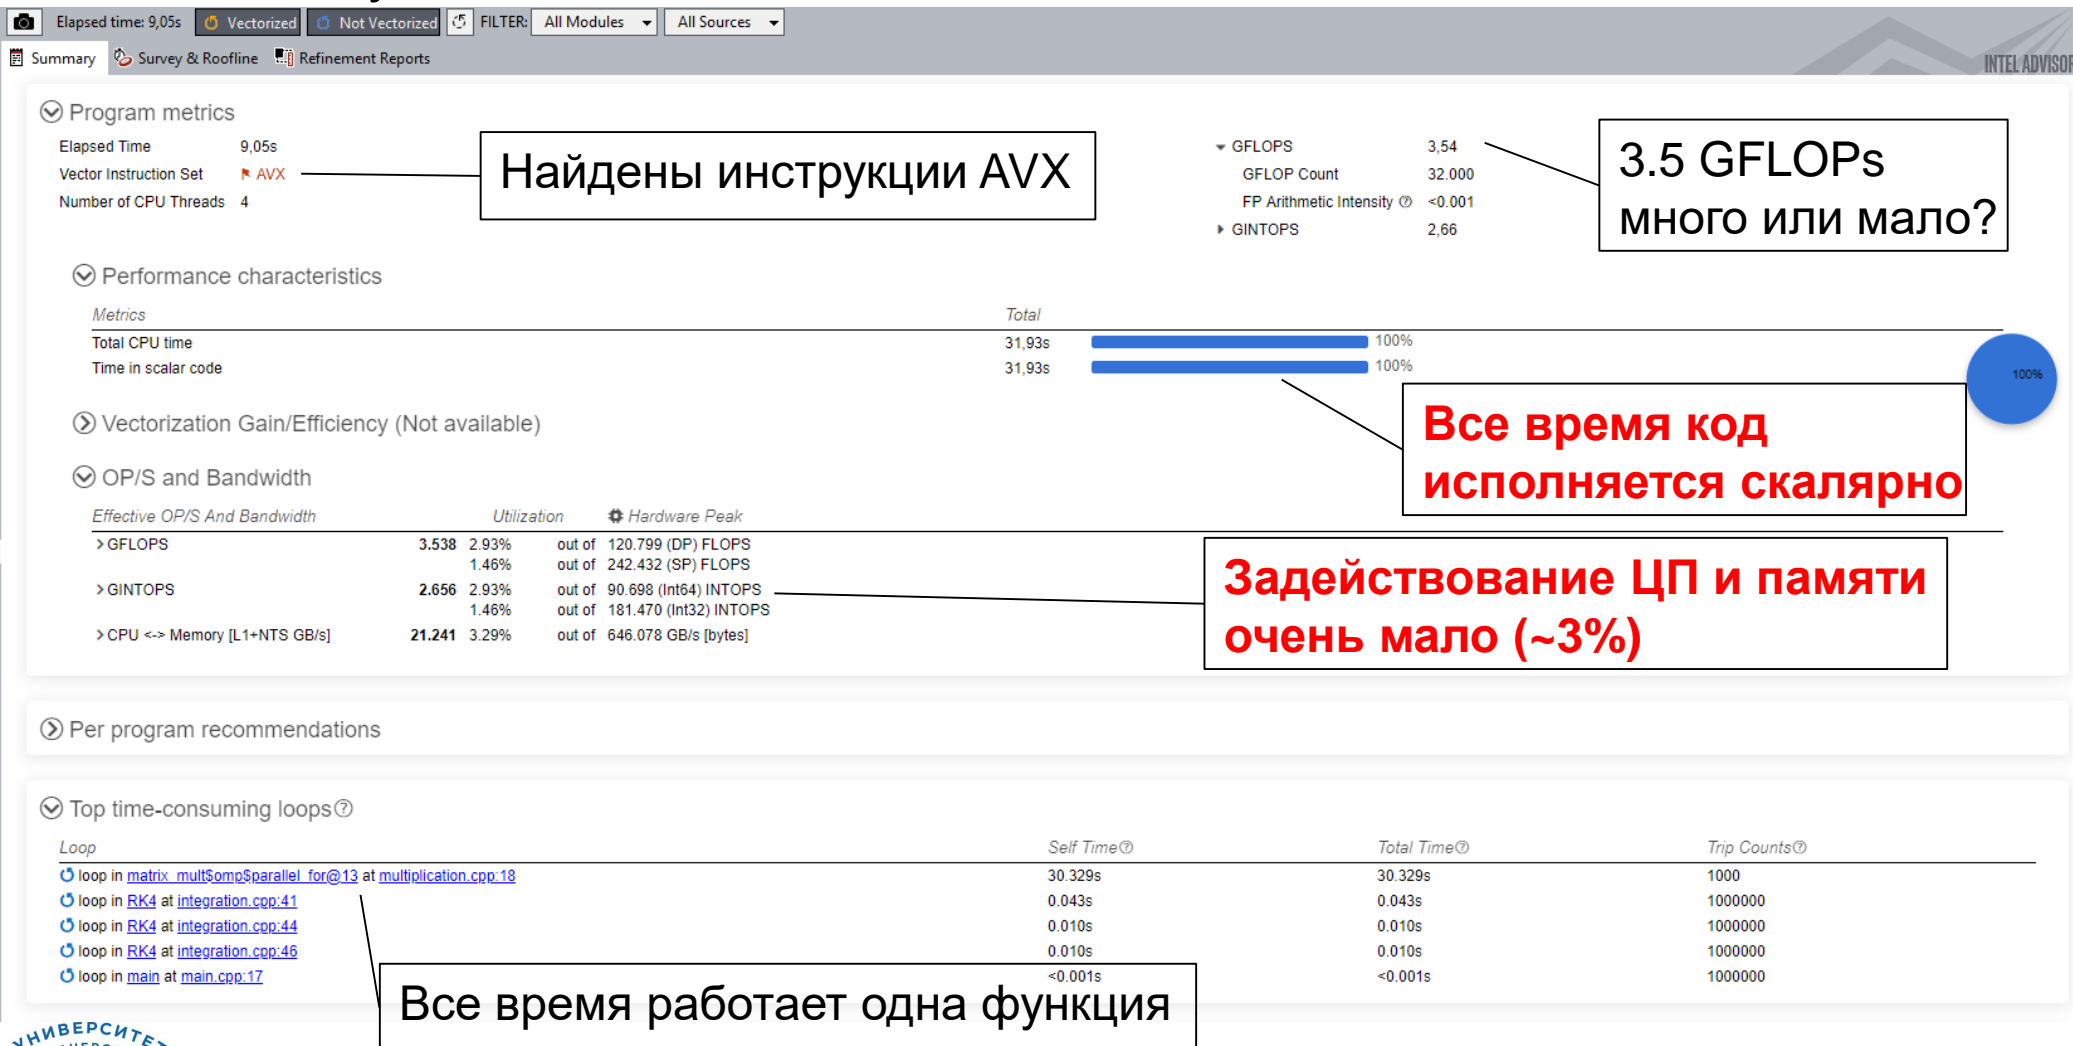 Elapsed time: 9,05s Vectorized Not Vectorized FILTER: All Modules All Sources
Summary Survey & Roofline Refinement Reports
INTEL ADVISOR
Program metrics
Elapsed Time 9,05s
Vector Instruction Set AVX
Number of CPU Threads 4
Найдены инструкции AVX
GFLOPS 3,54
GFLOP Count 32.000
FP Arithmetic Intensity <0.001
GINTOPS 2,66
3.5 GFLOPs
много или мало?
Performance characteristics
Metrics Total
Total CPU time 31,93s 100%
Time in scalar code 31,93s 100%
100%
Все время код
исполняется скалярно
Vectorization Gain/Efficiency (Not available)
OP/S and Bandwidth
Effective OP/S And Bandwidth Utilization Hardware Peak
GFLOPS 3.538 2.93% out of 120.799 (DP) FLOPS
1.46% out of 242.432 (SP) FLOPS
GINTOPS 2.656 2.93% out of 90.698 (Int64) INTOPS
1.46% out of 181.470 (Int32) INTOPS
CPU <-> Memory [L1+NTS GB/s] 21.241 3.29% out of 646.078 GB/s [bytes]
Задействование ЦП и памяти
очень мало (~3%)
Per program recommendations
Top time-consuming loops
Loop Self Time Total Time Trip Counts
loop in matrix_mult$omp$parallel_for@13 at multiplication.cpp:18 30.329s 30.329s 1000
loop in RK4 at integration.cpp:41 0.043s 0.043s 1000000
loop in RK4 at integration.cpp:44 0.010s 0.010s 1000000
loop in RK4 at integration.cpp:46 0.010s 0.010s 1000000
loop in main at main.cpp:17 <0.001s <0.001s 1000000
Все время работает одна функция